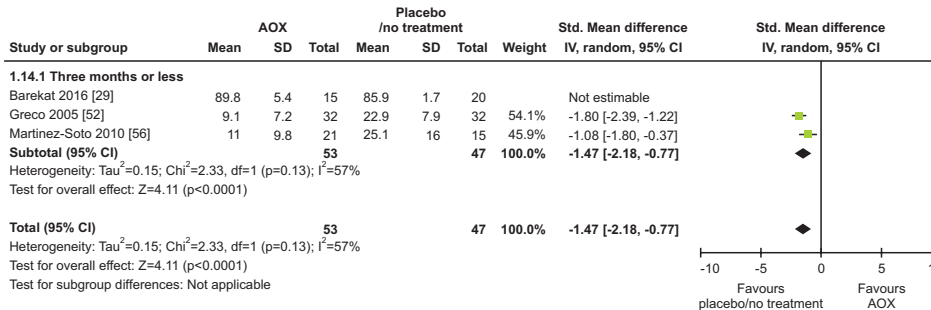 AOX Placebo /no treatment Std. Mean difference Std. Mean difference
Study or subgroup Mean SD Total Mean SD Total Weight IV, random, 95% CI IV, random, 95% CI
1.14.1 Three months or less
Barekat 2016 [29] 89.8 5.4 15 85.9 1.7 20 Not estimable
Greco 2005 [52] 9.1 7.2 32 22.9 7.9 32 54.1% -1.80 [-2.39, -1.22]
Martinez-Soto 2010 [56] 11 9.8 21 25.1 16 15 45.9% -1.08 [-1.80, -0.37]
Subtotal (95% CI) 53 47 100.0% -1.47 [-2.18, -0.77]
Heterogeneity: Tau²=0.15; Chi²=2.33, df=1 (p=0.13); I²=57%
Test for overall effect: Z=4.11 (p<0.0001)
Total (95% CI) 53 47 100.0% -1.47 [-2.18, -0.77]
Heterogeneity: Tau²=0.15; Chi²=2.33, df=1 (p=0.13); I²=57%
Test for overall effect: Z=4.11 (p<0.0001)
Test for subgroup differences: Not applicable
-10 -5 0 5
Favours placebo/no treatment
Favours AOX